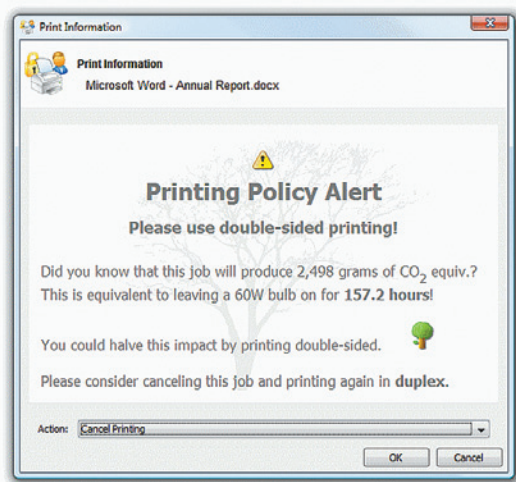 Print Information
Print Information
Microsoft Word - Annual Report.docx
Printing Policy Alert
Please use double-sided printing!
Did you know that this job will produce 2,498 grams of CO₂ equiv.?
This is equivalent to leaving a 60W bulb on for 157.2 hours!
You could halve this impact by printing double-sided.
Please consider canceling this job and printing again in duplex.
Action: Cancel Printing
OK Cancel